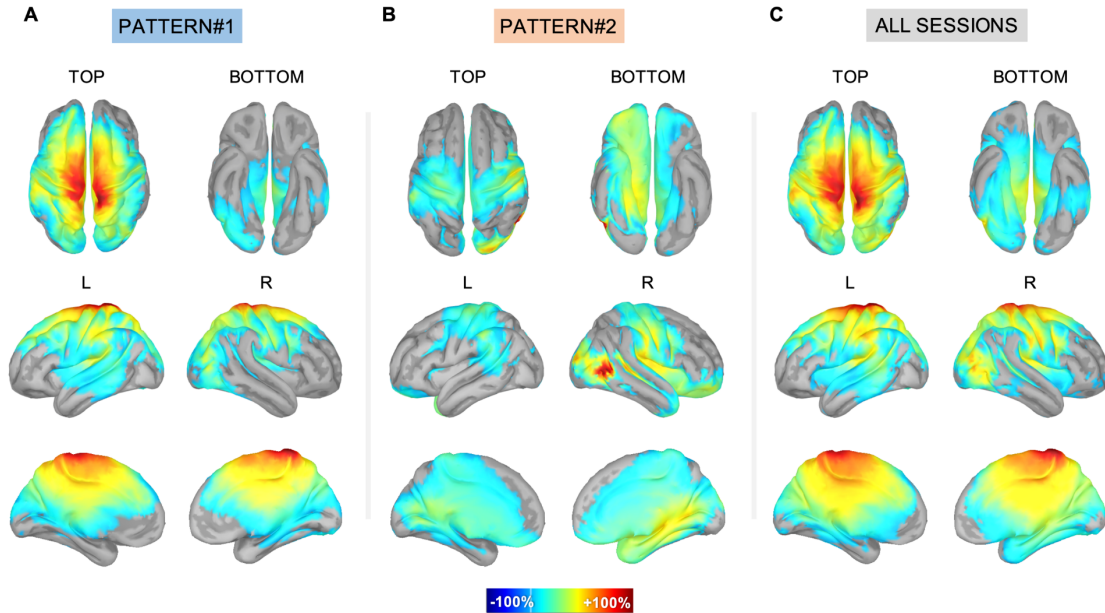 A
PATTERN#1
B
PATTERN#2
C
ALL SESSIONS
TOP
BOTTOM
TOP
BOTTOM
TOP
BOTTOM
L
R
L
R
L
R
-100%
+100%